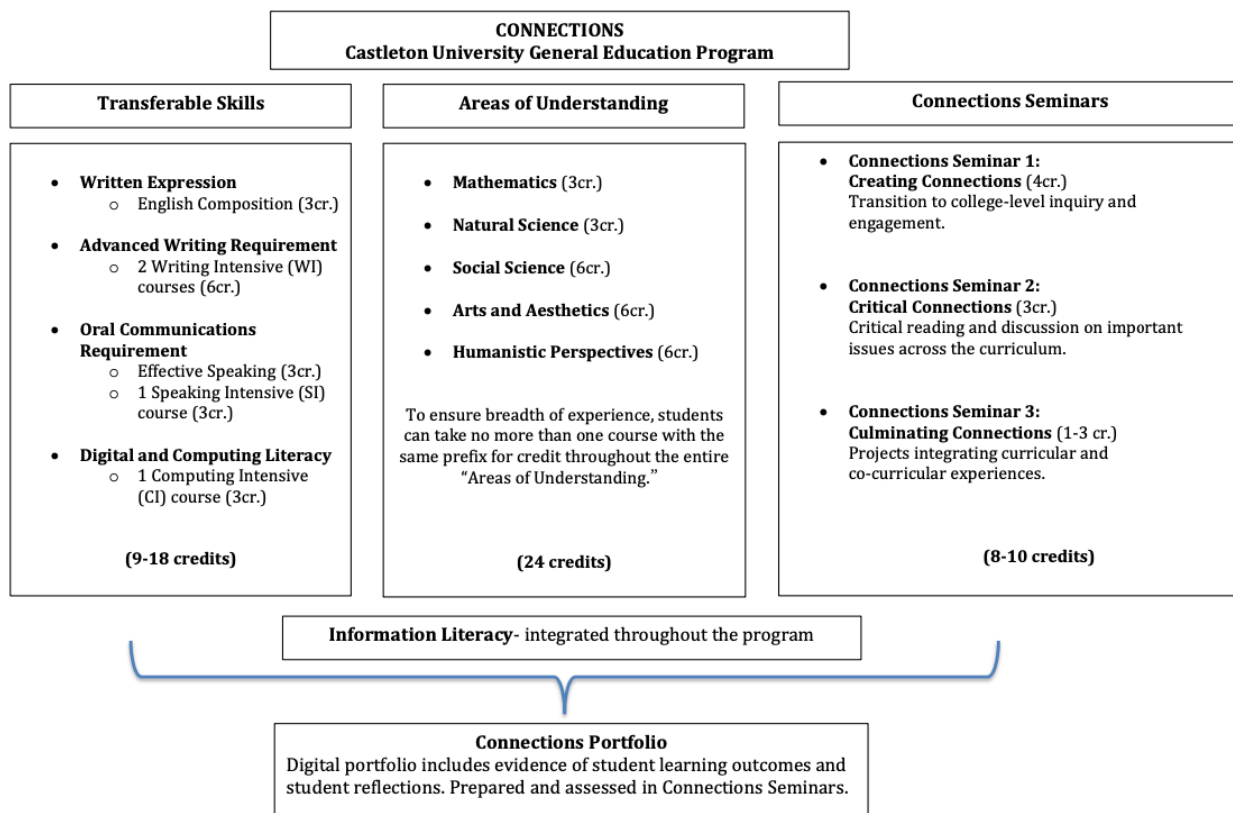 CONNECTIONS
Castleton University General Education Program
Transferable Skills
• Written Expression
o English Composition (3cr.)
• Advanced Writing Requirement
o 2 Writing Intensive (WI)
courses (6cr.)
• Oral Communications
Requirement
o Effective Speaking (3cr.)
o 1 Speaking Intensive (SI)
course (3cr.)
• Digital and Computing Literacy
o 1 Computing Intensive
(CI) course (3cr.)
(9-18 credits)
Areas of Understanding
• Mathematics (3cr.)
• Natural Science (3cr.)
• Social Science (6cr.)
• Arts and Aesthetics (6cr.)
• Humanistic Perspectives (6cr.)
To ensure breadth of experience, students
can take no more than one course with the
same prefix for credit throughout the entire
“Areas of Understanding.”
(24 credits)
Connections Seminars
• Connections Seminar 1:
Creating Connections (4cr.)
Transition to college-level inquiry and
engagement.
• Connections Seminar 2:
Critical Connections (3cr.)
Critical reading and discussion on important
issues across the curriculum.
• Connections Seminar 3:
Culminating Connections (1-3 cr.)
Projects integrating curricular and
co-curricular experiences.
(8-10 credits)
Information Literacy- integrated throughout the program
Connections Portfolio
Digital portfolio includes evidence of student learning outcomes and
student reflections. Prepared and assessed in Connections Seminars.